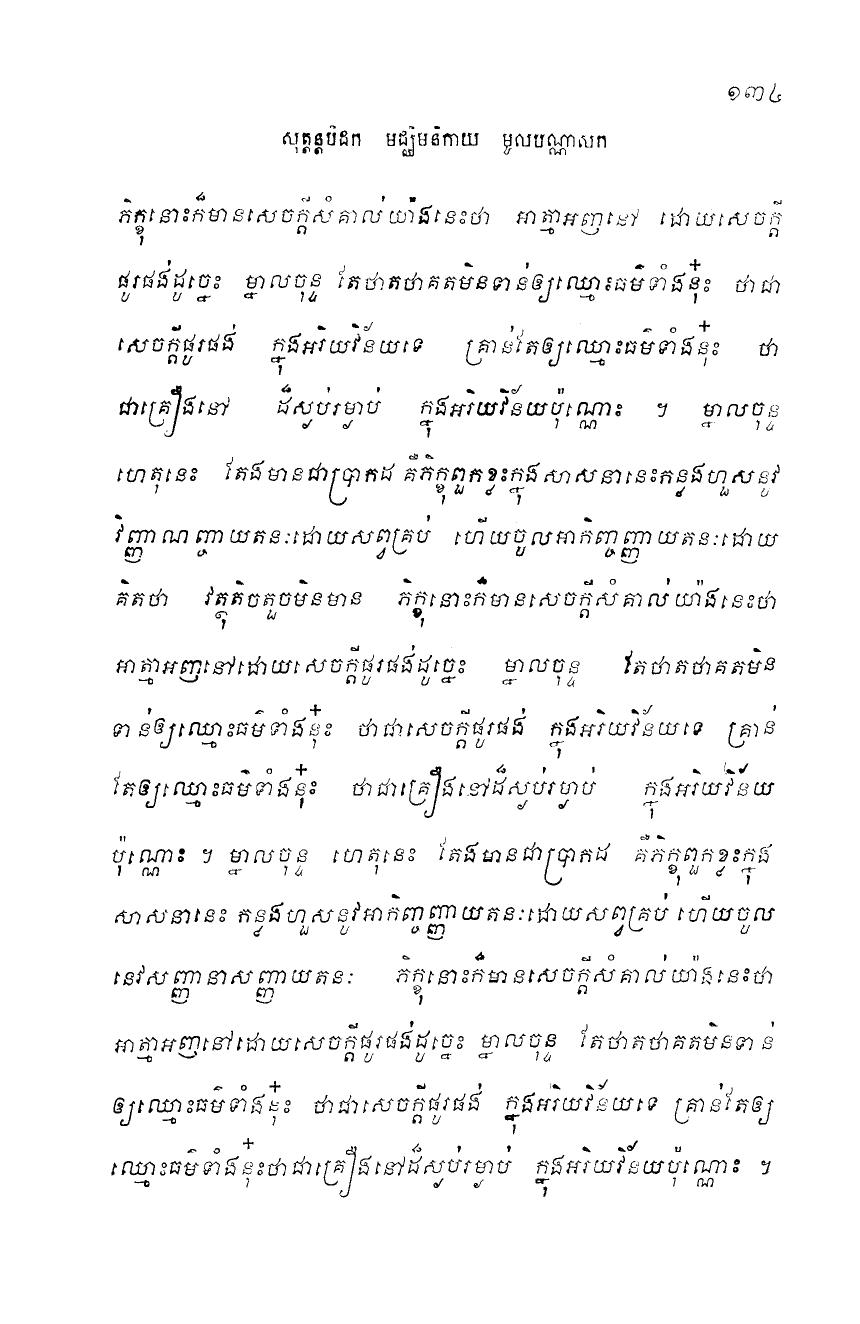 ១៣៤
សុត្តន្តបិដក មជ្ឈិមនិកាយ មូលបណ្ណាសក
ភិក្ខុនោះក៏មានសេចក្ដីសំគាល់យ៉ាងនេះថា អាត្មាអញនៅ ដោយសេចក្ដី
ផូរផង់ដូច្នេះ ម្នាលចុន្ទ តែថាតថាគតមិនទាន់ឲ្យឈ្មោះធម៌ទាំងនុ៎ះ ថាជា
សេចក្ដីផូរផង់ ក្នុងអរិយវិន័យទេ គ្រាន់តែឲ្យឈ្មោះធម៌ទាំងនុ៎ះ ថា
ជាគ្រឿងនៅ ដ៏ស្ងប់រម្ងាប់ ក្នុងអរិយវិន័យប៉ុណ្ណោះ ។ ម្នាលចុន្ទ
ហេតុនេះ តែងមានជាប្រាកដ គឺភិក្ខុពួកខ្លះក្នុងសាសនានេះកន្លងហួសនូវ
វិញ្ញាណញ្ចាយតនៈដោយសព្វគ្រប់ ហើយចូលអាកិញ្ចញ្ញាយតនៈដោយ
គិតថា វត្ថុតិចតួចមិនមាន ភិក្ខុនោះក៏មានសេចក្ដីសំគាល់យ៉ាងនេះថា
អាត្មាអញនៅដោយសេចក្ដីផូរផង់ដូច្នេះ ម្នាលចុន្ទ តែថាតថាគតមិន
ទាន់ឲ្យឈ្មោះធម៌ទាំងនុ៎ះ ថាជាសេចក្ដីផូរផង់ ក្នុងអរិយវិន័យទេ គ្រាន់
តែឲ្យឈ្មោះធម៌ទាំងនុ៎ះ ថាជាគ្រឿងនៅដ៏ស្ងប់រម្ងាប់ ក្នុងអរិយវិន័យ
ប៉ុណ្ណោះ ។ ម្នាលចុន្ទ ហេតុនេះ តែងមានជាប្រាកដ គឺភិក្ខុពួកខ្លះក្នុង
សាសនានេះ កន្លងហួសនូវអាកិញ្ចញ្ញាយតនៈដោយសព្វគ្រប់ ហើយចូល
នេវសញ្ញានាសញ្ញាយតនៈ ភិក្ខុនោះក៏មានសេចក្ដីសំគាល់យ៉ាងនេះថា
អាត្មាអញនៅដោយសេចក្ដីផូរផង់ដូច្នេះ ម្នាលចុន្ទ តែថាតថាគតមិនទាន់
ឲ្យឈ្មោះធម៌ទាំងនុ៎ះ ថាជាសេចក្ដីផូរផង់ ក្នុងអរិយវិន័យទេ គ្រាន់តែឲ្យ
ឈ្មោះធម៌ទាំងនុ៎ះថាជាគ្រឿងនៅដ៏ស្ងប់រម្ងាប់ ក្នុងអរិយវិន័យប៉ុណ្ណោះ ។